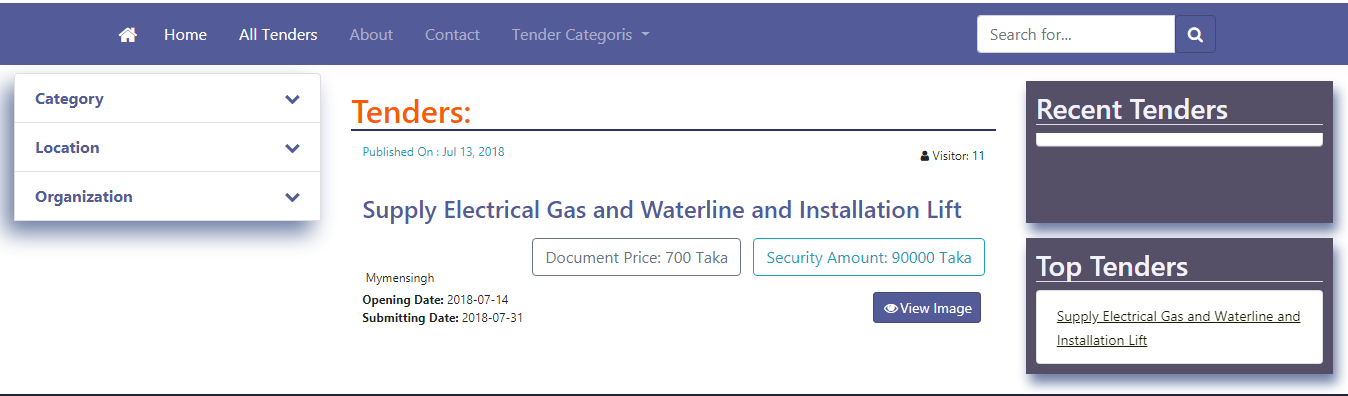 Home All Tenders About Contact Tender Categoris Search for...
Category
Location
Organization
Tenders:
Published On : Jul 13, 2018
Visitor: 11
Supply Electrical Gas and Waterline and Installation Lift
Document Price: 700 Taka
Security Amount: 90000 Taka
Mymensingh
Opening Date: 2018-07-14
Submitting Date: 2018-07-31
View Image
Recent Tenders
Top Tenders
Supply Electrical Gas and Waterline and
Installation Lift